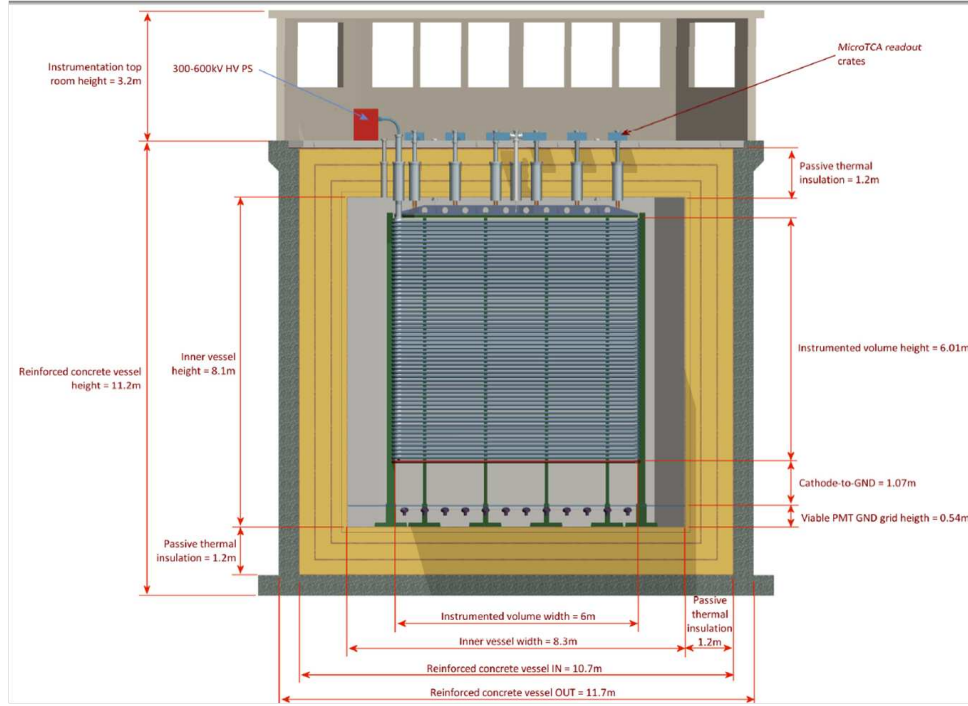 Instrumentation top
room height = 3.2m
300-600kV HV PS
MicroTCA readout
crates
Passive thermal
insulation = 1.2m
Instrumented volume height = 6.01m
Inner vessel
height = 8.1m
Reinforced concrete vessel
height = 11.2m
Cathode-to-GND = 1.07m
Viable PMT GND grid heigth = 0.54m
Passive thermal
insulation = 1.2m
Passive
thermal
insulation
1.2m
Instrumented volume width = 6m
Inner vessel width = 8.3m
Reinforced concrete vessel IN = 10.7m
Reinforced concrete vessel OUT = 11.7m